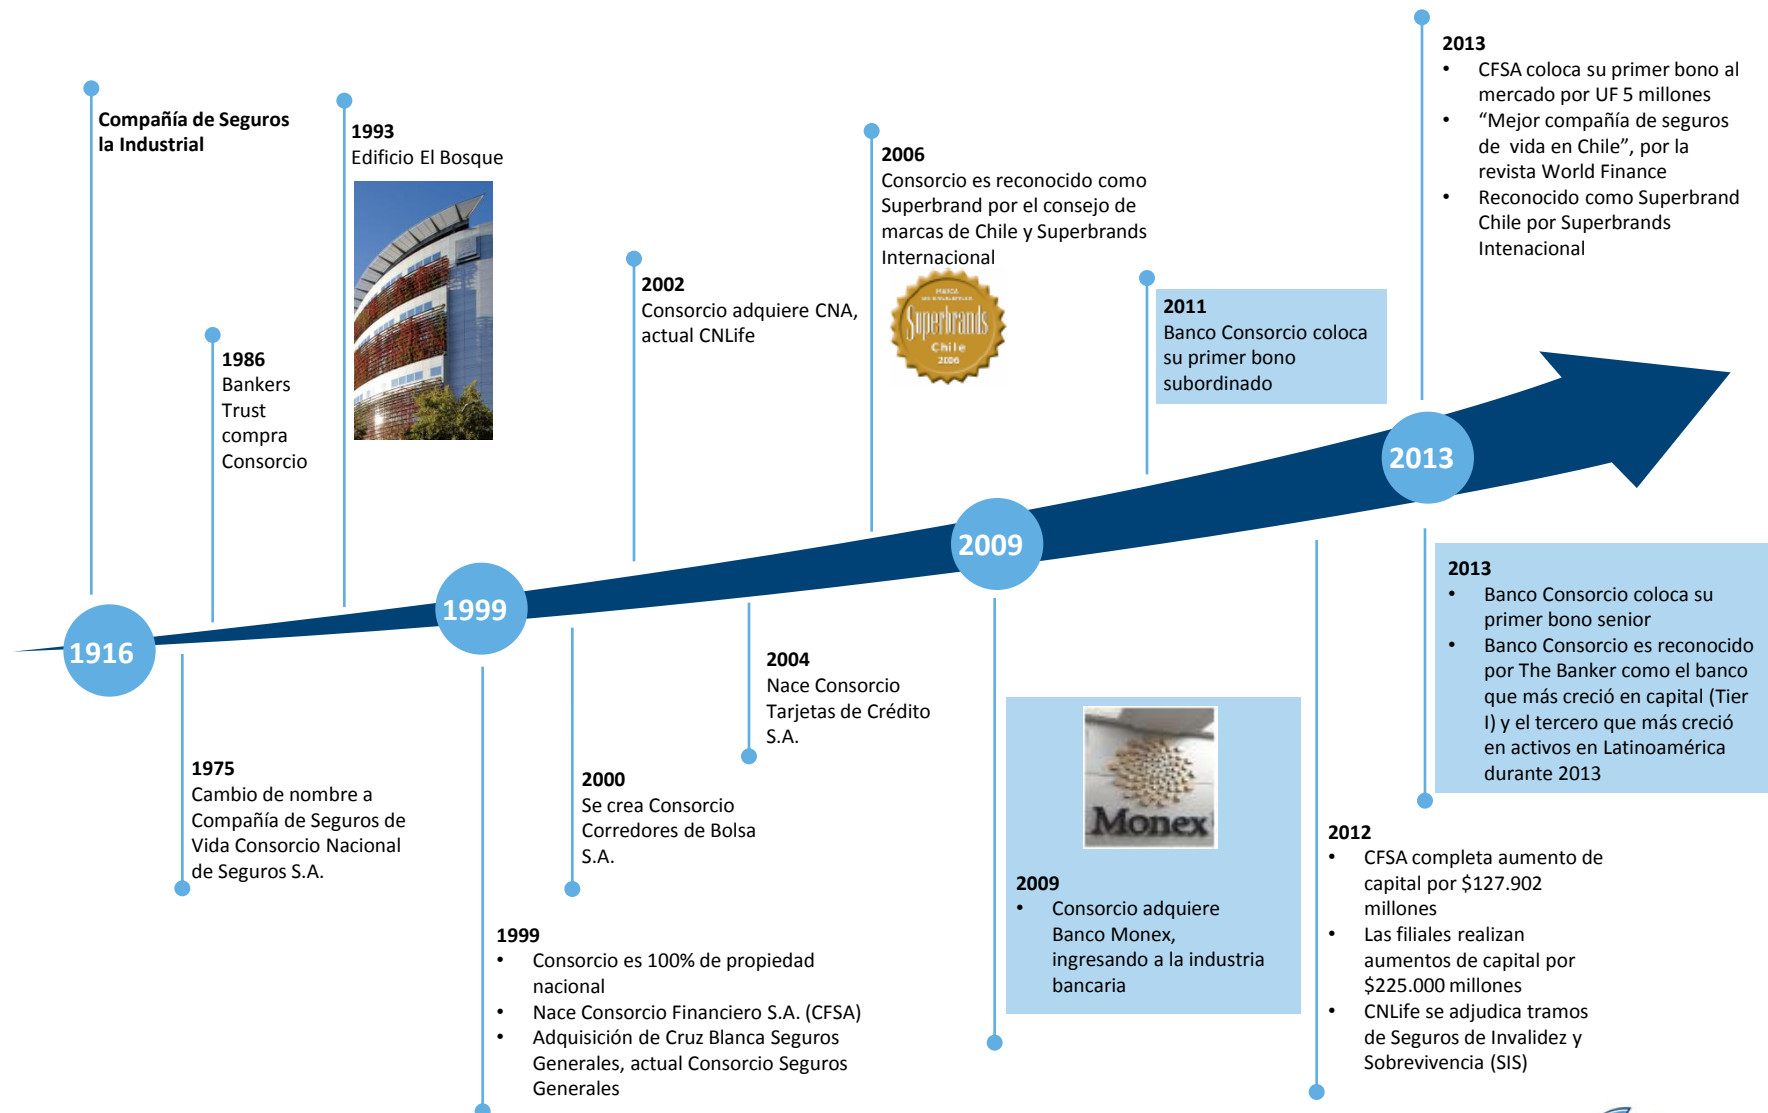 Compañía de Seguros
la Industrial
1986
Bankers
Trust
compra
Consorcio
1993
Edificio El Bosque
2002
Consorcio adquiere CNA,
actual CNLife
2006
Consorcio es reconocido como
Superbrand por el consejo de
marcas de Chile y Superbrands
Internacional
Superbrands
Chile
2006
2011
Banco Consorcio coloca
su primer bono
subordinado
2013
• CFSA coloca su primer bono al
mercado por UF 5 millones
• “Mejor compañía de seguros
de vida en Chile”, por la
revista World Finance
• Reconocido como Superbrand
Chile por Superbrands
Intenacional
1916
1999
2009
2013
1975
Cambio de nombre a
Compañía de Seguros de
Vida Consorcio Nacional
de Seguros S.A.
1999
• Consorcio es 100% de propiedad
nacional
• Nace Consorcio Financiero S.A. (CFSA)
• Adquisición de Cruz Blanca Seguros
Generales, actual Consorcio Seguros
Generales
2000
Se crea Consorcio
Corredores de Bolsa
S.A.
2004
Nace Consorcio
Tarjetas de Crédito
S.A.
Monex
2009
• Consorcio adquiere
Banco Monex,
ingresando a la industria
bancaria
2012
• CFSA completa aumento de
capital por $127.902
millones
• Las filiales realizan
aumentos de capital por
$225.000 millones
• CNLife se adjudica tramos
de Seguros de Invalidez y
Sobrevivencia (SIS)
2013
• Banco Consorcio coloca su
primer bono senior
• Banco Consorcio es reconocido
por The Banker como el banco
que más creció en capital (Tier
I) y el tercero que más creció
en activos en Latinoamérica
durante 2013